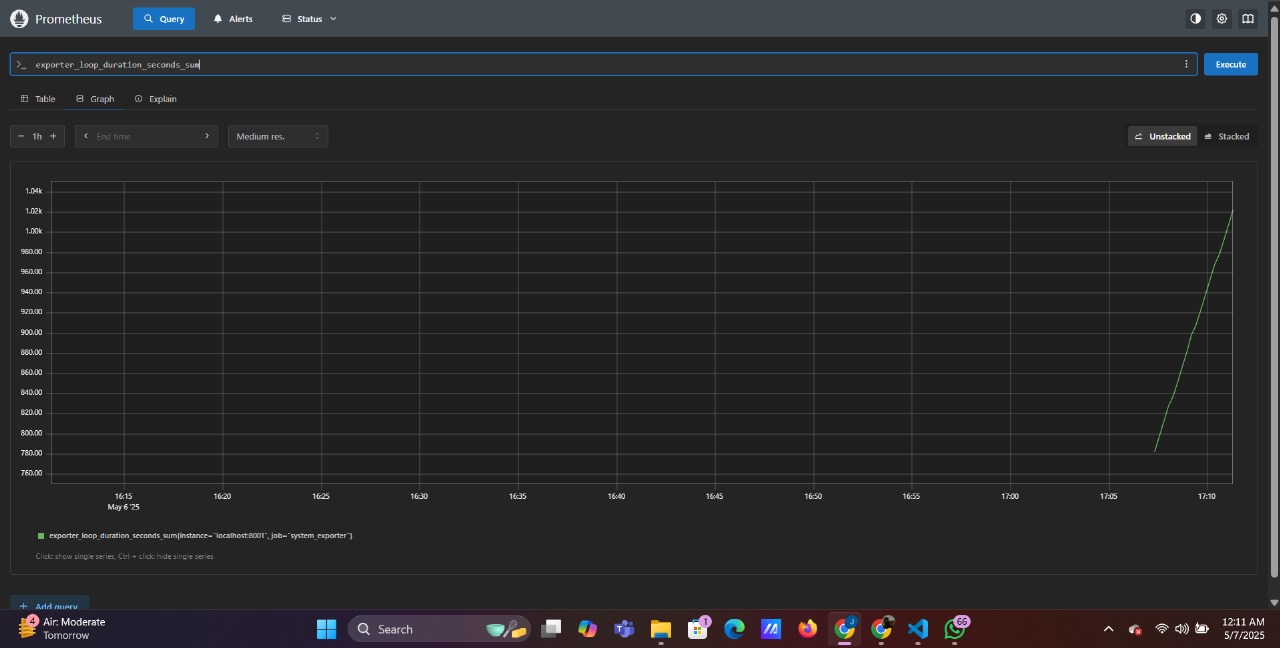 Prometheus Query Alerts Status
>_ exporter_loop_duration_seconds_sum Execute
Table Graph Explain
− 1h + End time Medium res. Unstacked Stacked
1.04k
1.02k
1.00k
980.00
960.00
940.00
920.00
900.00
880.00
860.00
840.00
820.00
800.00
780.00
760.00
16:15 16:20 16:25 16:30 16:35 16:40 16:45 16:50 16:55 17:00 17:05 17:10
May 6 '25
exporter_loop_duration_seconds_sum{instance="localhost:8001", job="system_exporter"}
Click: show single series, Ctrl + click: hide single series
+ Add query
4 Air: Moderate
Tomorrow
Search
1
J
66
12:11 AM
5/7/2025